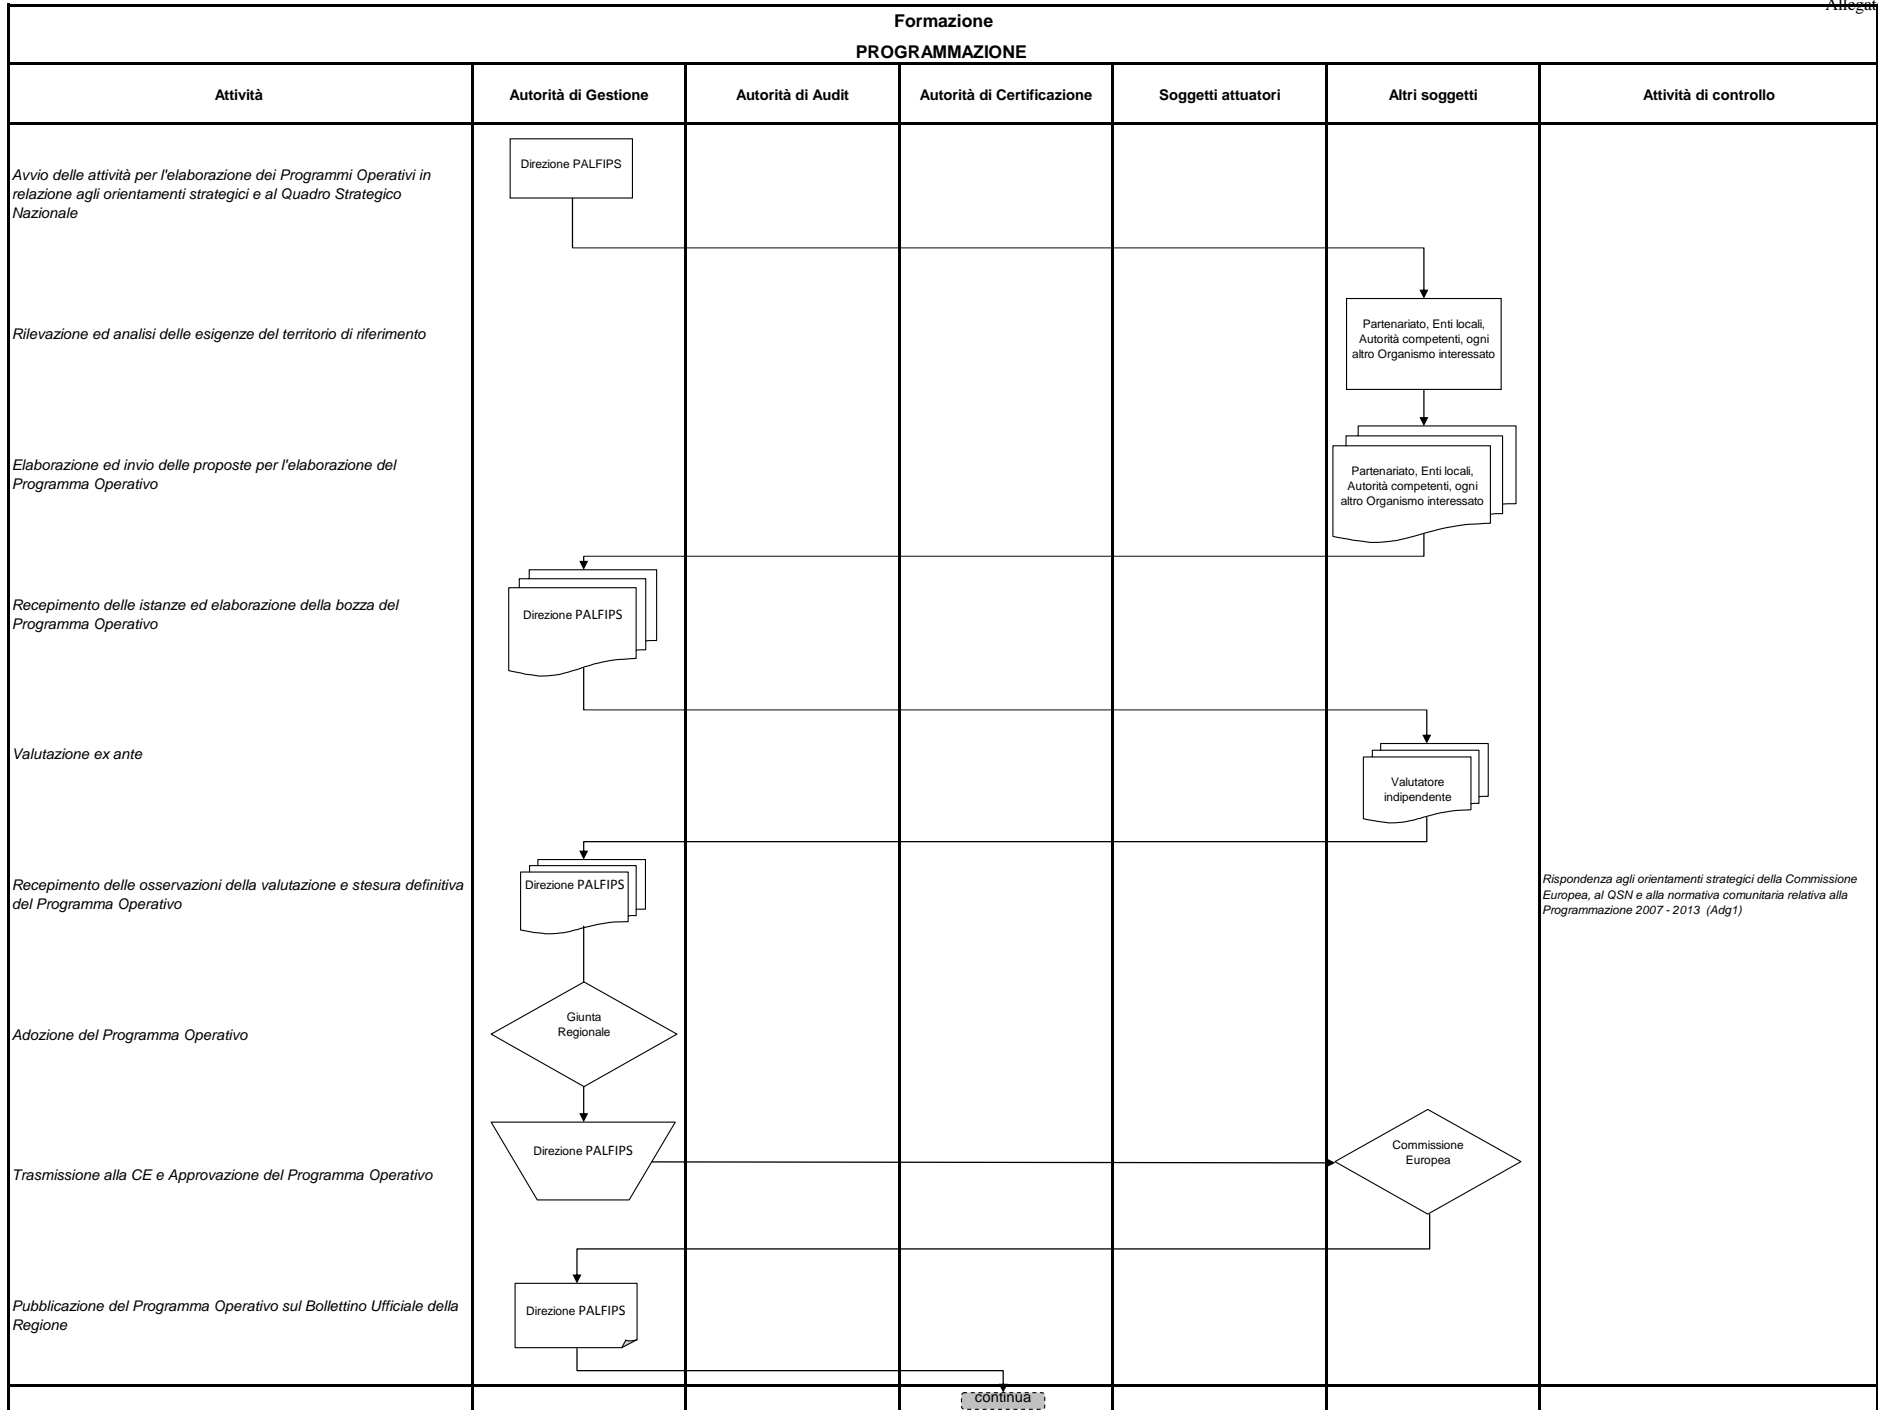 Allegat
Formazione
PROGRAMMAZIONE
Attività
Autorità di Gestione
Autorità di Audit
Autorità di Certificazione
Soggetti attuatori
Altri soggetti
Attività di controllo
Direzione PALFIPS
Avvio delle attività per l'elaborazione dei Programmi Operativi in
relazione agli orientamenti strategici e al Quadro Strategico
Nazionale
Rilevazione ed analisi delle esigenze del territorio di riferimento
Partenariato, Enti locali,
Autorità competenti, ogni
altro Organismo interessato
Elaborazione ed invio delle proposte per l'elaborazione del
Programma Operativo
Partenariato, Enti locali,
Autorità competenti, ogni
altro Organismo interessato
Recepimento delle istanze ed elaborazione della bozza del
Programma Operativo
Direzione PALFIPS
Valutazione ex ante
Valutatore
indipendente
Recepimento delle osservazioni della valutazione e stesura definitiva
del Programma Operativo
Direzione PALFIPS
Rispondenza agli orientamenti strategici della Commissione
Europea, al QSN e alla normativa comunitaria relativa alla
Programmazione 2007 - 2013 (Adg1)
Adozione del Programma Operativo
Giunta
Regionale
Trasmissione alla CE e Approvazione del Programma Operativo
Direzione PALFIPS
Commissione
Europea
Pubblicazione del Programma Operativo sul Bollettino Ufficiale della
Regione
Direzione PALFIPS
continua